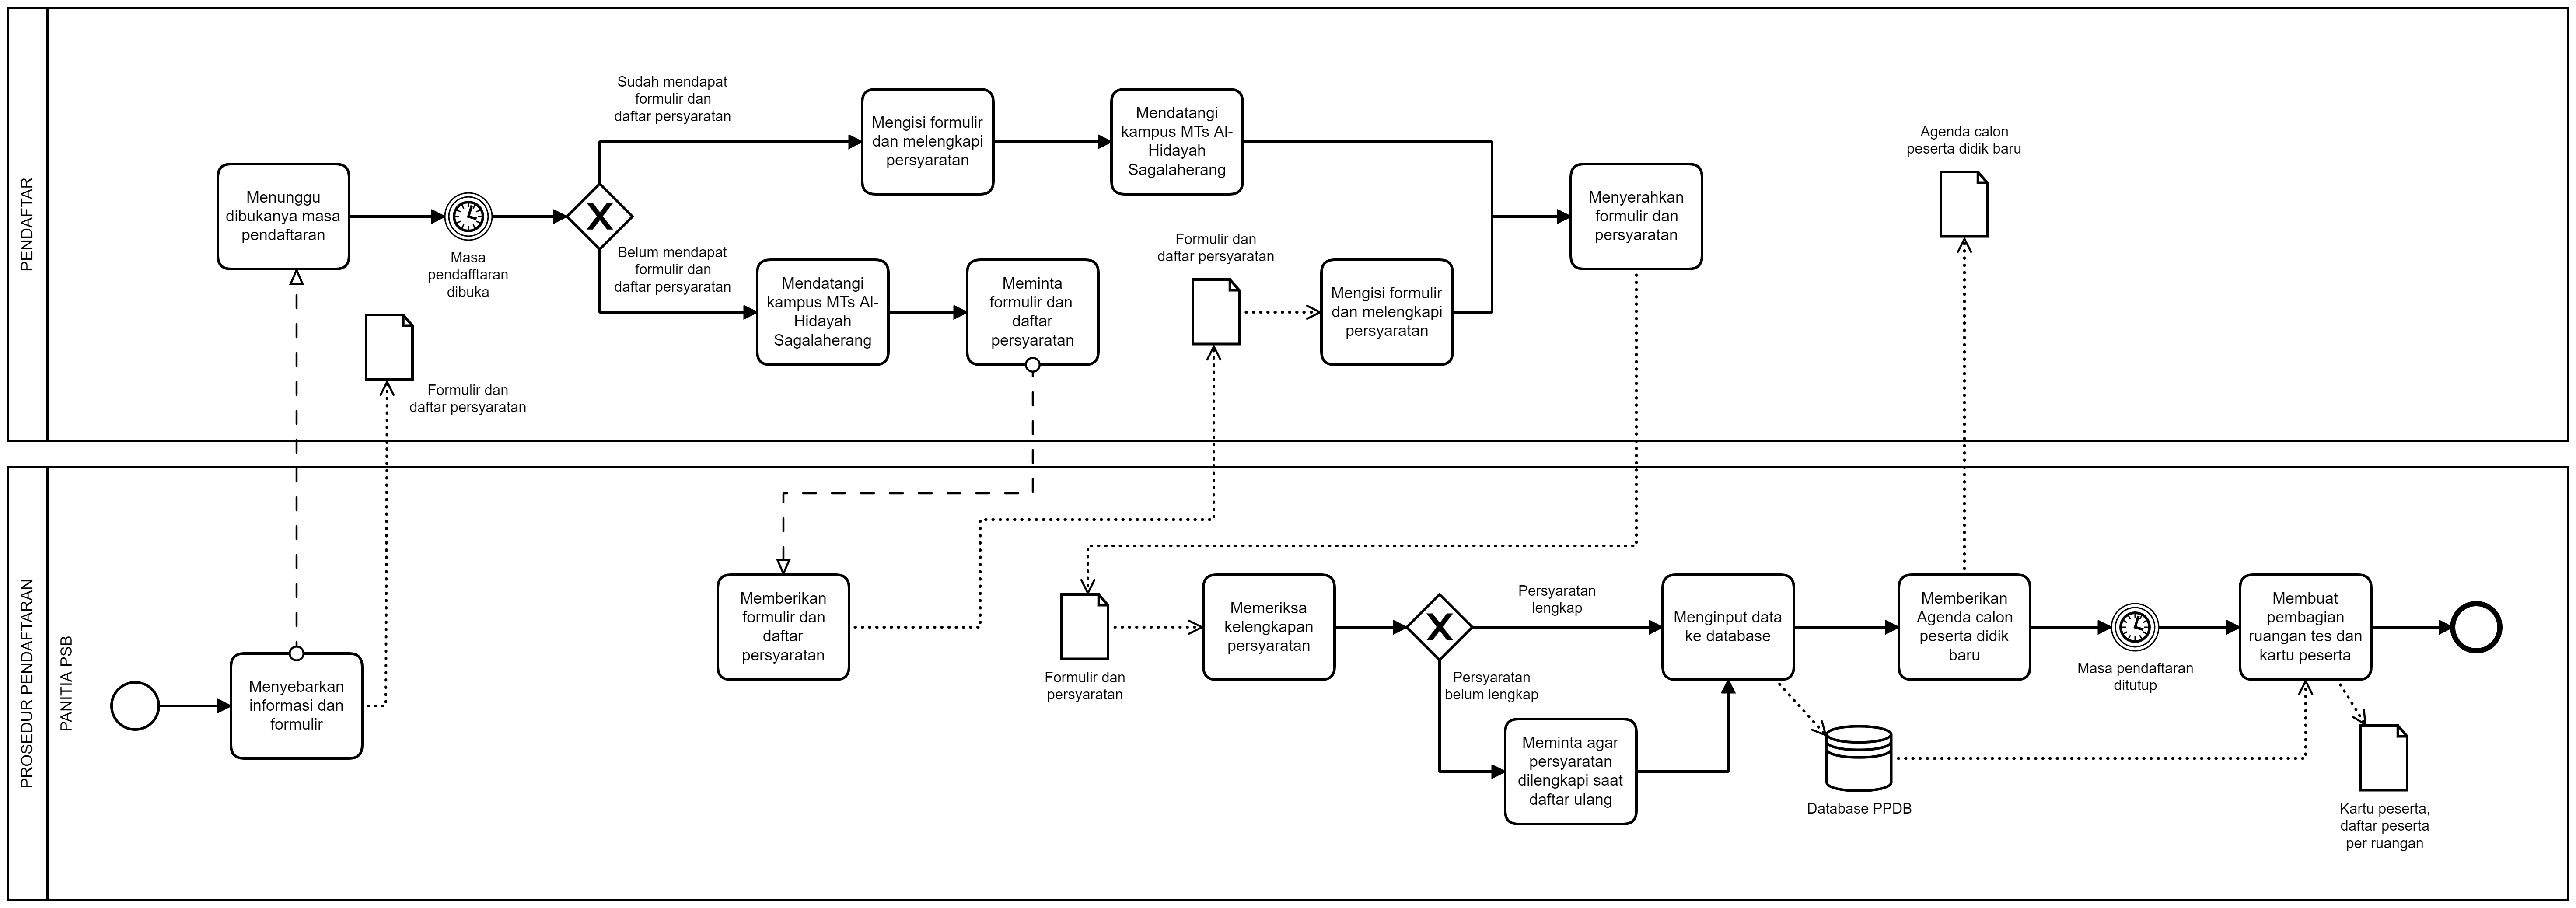 PENDAFTAR
Menunggu
dibukanya masa
pendaftaran
Masa
pendafftaran
dibuka
Formulir dan
daftar persyaratan
Sudah mendapat
formulir dan
daftar persyaratan
Belum mendapat
formulir dan
daftar persyaratan
Mengisi formulir
dan melengkapi
persyaratan
Mendatangi
kampus MTs Al-
Hidayah
Sagalaherang
Mendatangi
kampus MTs Al-
Hidayah
Sagalaherang
Meminta
formulir dan
daftar
persyaratan
Formulir dan
daftar persyaratan
Mengisi formulir
dan melengkapi
persyaratan
Menyerahkan
formulir dan
persyaratan
Agenda calon
peserta didik baru
PROSEDUR PENDAFTARAN
PANITIA PSB
Menyebarkan
informasi dan
formulir
Memberikan
formulir dan
daftar
persyaratan
Formulir dan
persyaratan
Memeriksa
kelengkapan
persyaratan
Persyaratan
lengkap
Persyaratan
belum lengkap
Meminta agar
persyaratan
dilengkapi saat
daftar ulang
Menginput data
ke database
Database PPDB
Memberikan
Agenda calon
peserta didik
baru
Masa pendaftaran
ditutup
Membuat
pembagian
ruangan tes dan
kartu peserta
Kartu peserta,
daftar peserta
per ruangan